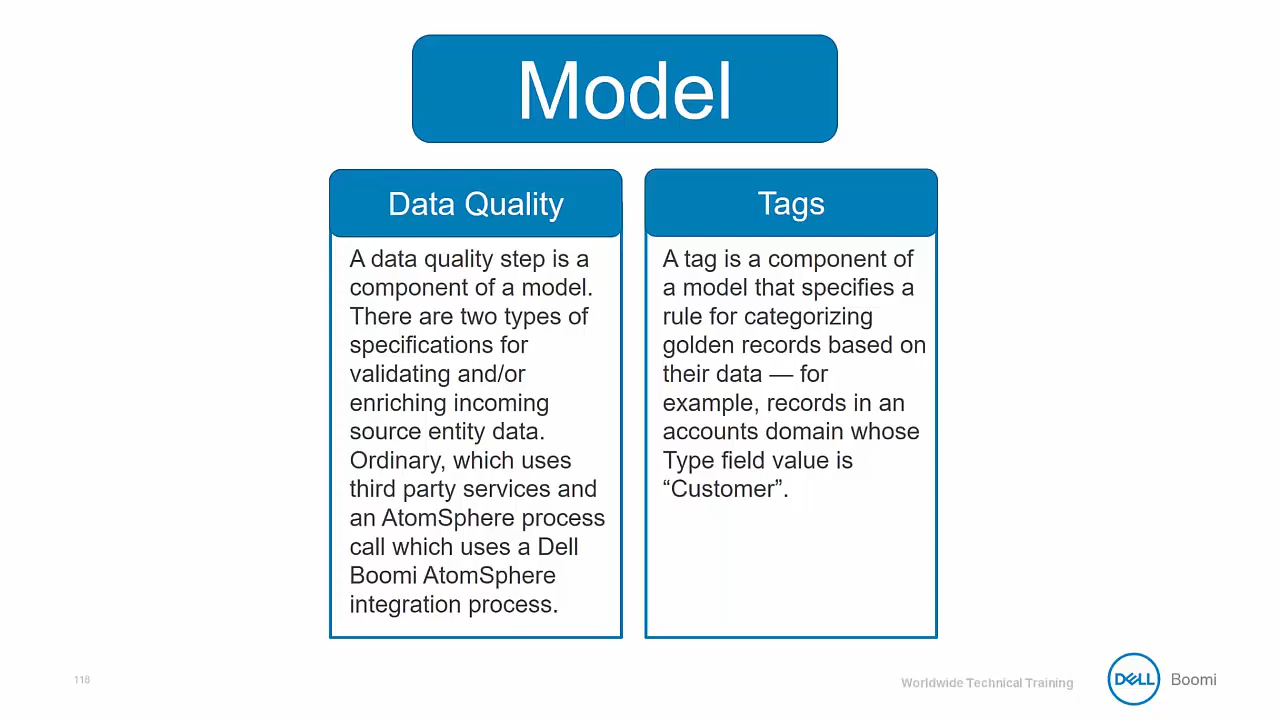 Model
Data Quality
A data quality step is a
component of a model.
There are two types of
specifications for
validating and/or
enriching incoming
source entity data.
Ordinary, which uses
third party services and
an AtomSphere process
call which uses a Dell
Boomi AtomSphere
integration process.
Tags
A tag is a component of
a model that specifies a
rule for categorizing
golden records based on
their data — for
example, records in an
accounts domain whose
Type field value is
“Customer”.
118
Worldwide Technical Training
DELL
Boomi